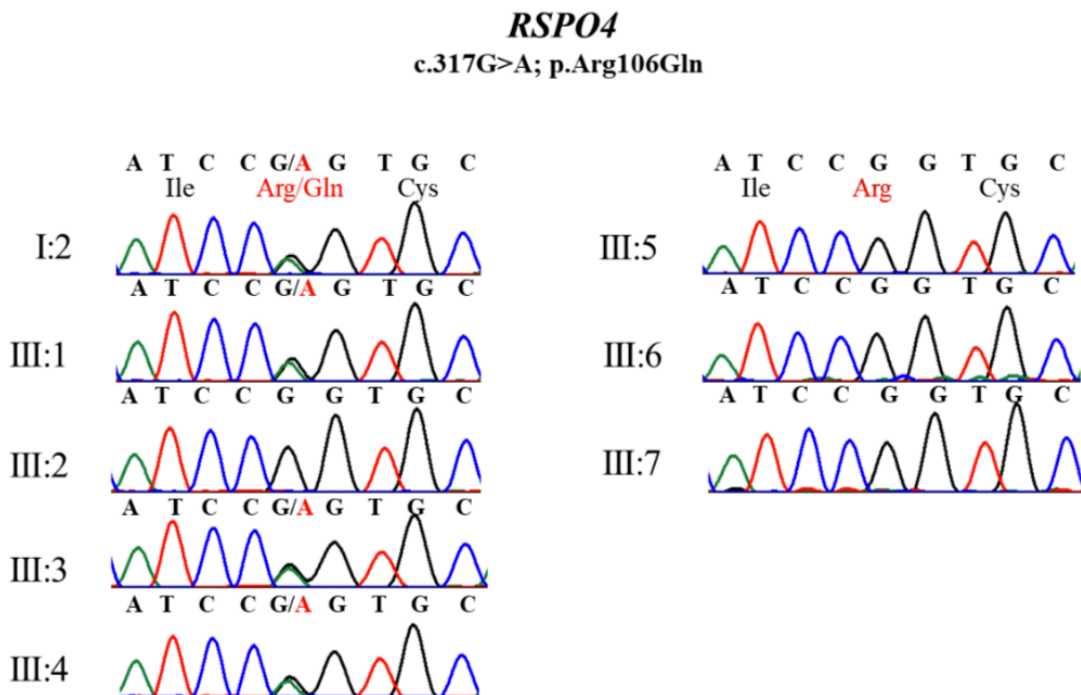 RSPO4
c.317G>A; p.Arg106Gln
A T C C G/A G T G C
Ile Arg/Gln Cys
I:2
A T C C G/A G T G C
III:1
A T C C G G T G C
III:2
A T C C G/A G T G C
III:3
A T C C G/A G T G C
III:4
A T C C G G T G C
Ile Arg Cys
III:5
A T C C G G T G C
III:6
A T C C G G T G C
III:7